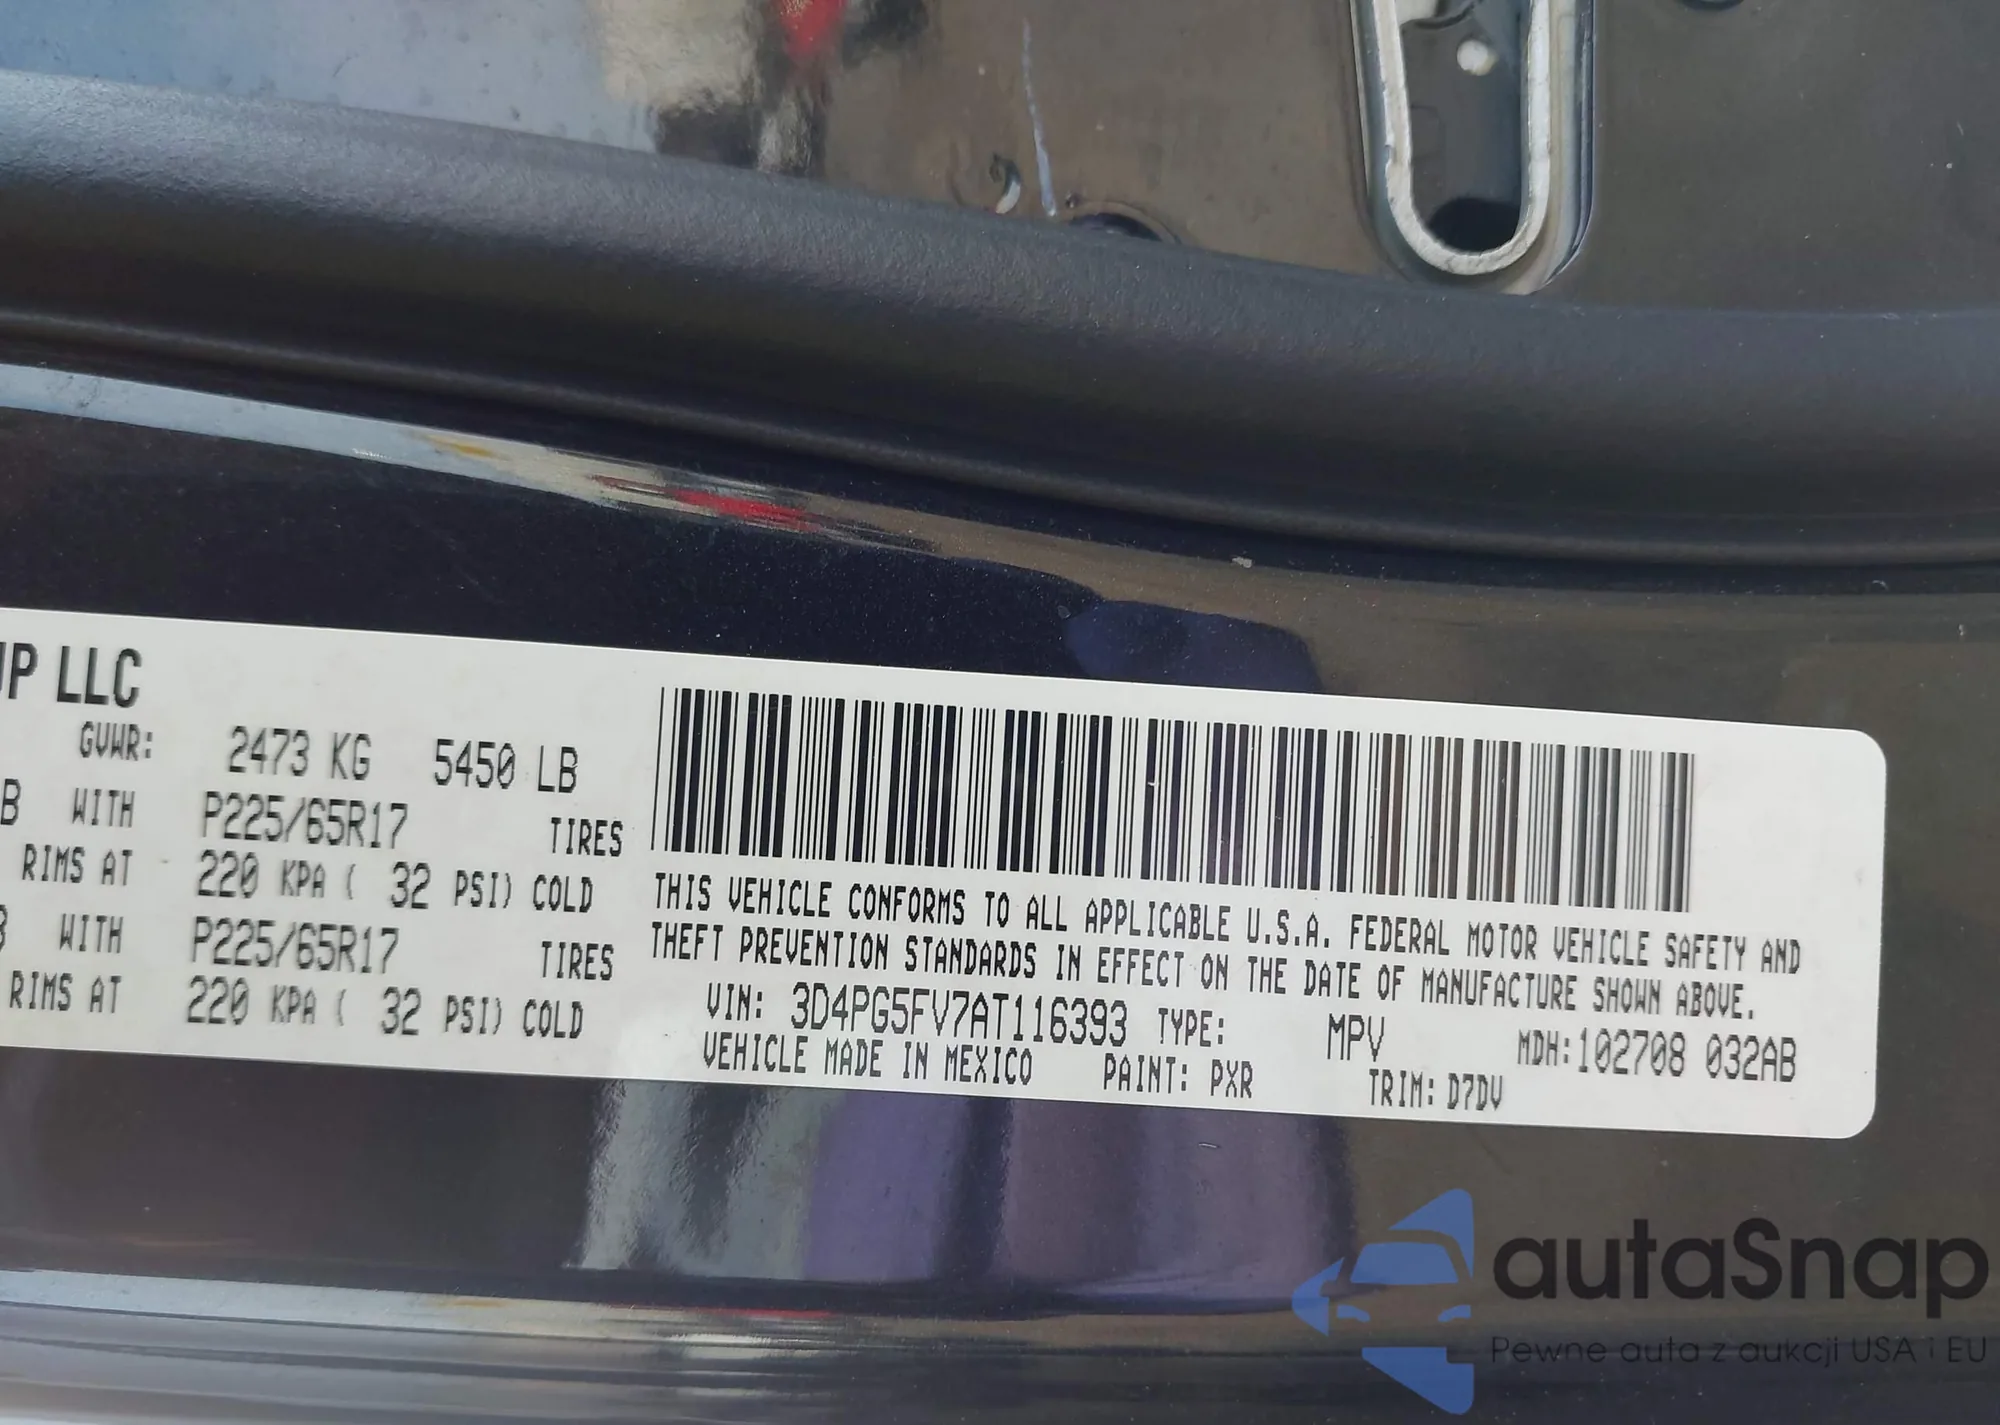 UP LLC
GVWR: 2473 KG 5450 LB
B WITH P225/65R17 TIRES
RIMS AT 220 KPA ( 32 PSI) COLD
B WITH P225/65R17 TIRES
RIMS AT 220 KPA ( 32 PSI) COLD
THIS VEHICLE CONFORMS TO ALL APPLICABLE U.S.A. FEDERAL MOTOR VEHICLE SAFETY AND
THEFT PREVENTION STANDARDS IN EFFECT ON THE DATE OF MANUFACTURE SHOWN ABOVE.
VIN: 3D4PG5FV7AT116393 TYPE: MPV MDH:102708 032AB
VEHICLE MADE IN MEXICO PAINT: PXR TRIM: D7DV
autaSnap
Pewne auta z aukcji USA i EU